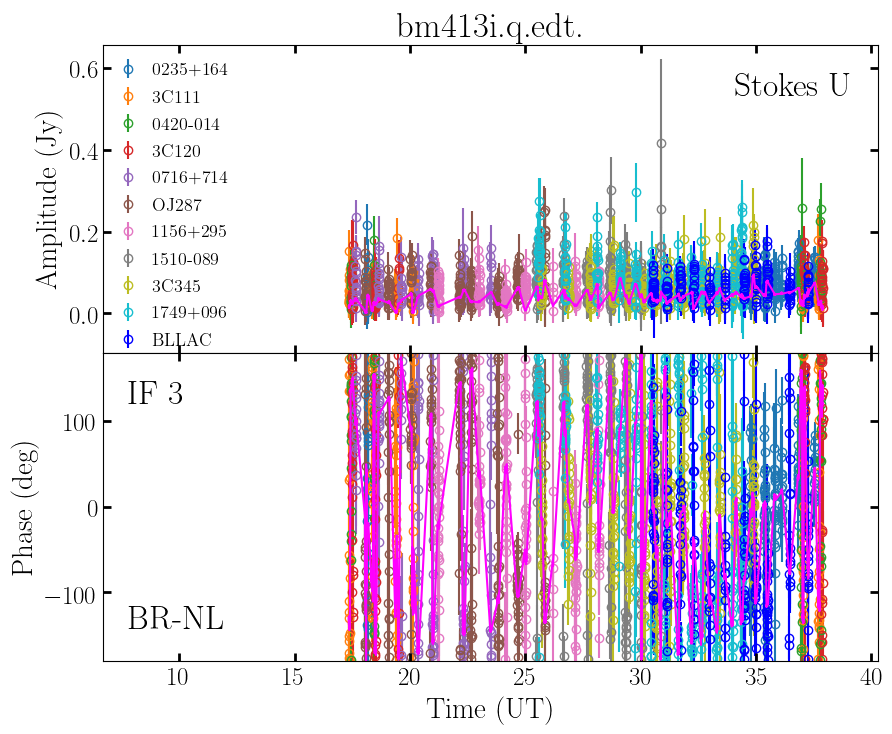 bm413i.q.edt.
Stokes U
Amplitude (Jy)
0.6
0.4
0.2
0.0
0235+164
3C111
0420-014
3C120
0716+714
OJ287
1156+295
1510-089
3C345
1749+096
BLLAC
IF 3
BR-NL
Phase (deg)
100
0
−100
10
15
20
25
30
35
40
Time (UT)